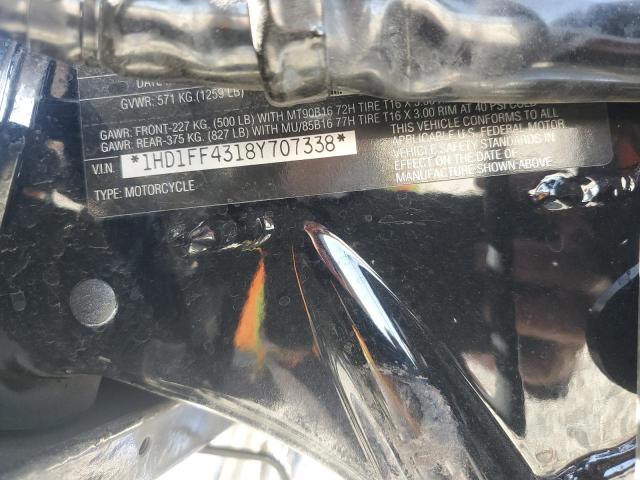 DATE
GVWR: 571 KG.(1259 LB)
GAWR: FRONT-227 KG, (500 LB) WITH MT90B16 72H TIRE T16 X 3.00 RIM AT
GAWR: REAR-375 KG. (827 LB) WITH MU/85B16 77H TIRE T16 X 3.00 RIM AT 40 PSI COLD
THIS VEHICLE CONFORMS TO ALL
APPLICABLE U.S. FEDERAL MOTOR
VEHICLE SAFETY STANDARDS IN
EFFECT ON THE DATE OF
MANUFACTURE SHOWN ABOVE.
V.I.N. *1HD1FF4318Y707338*
TYPE: MOTORCYCLE